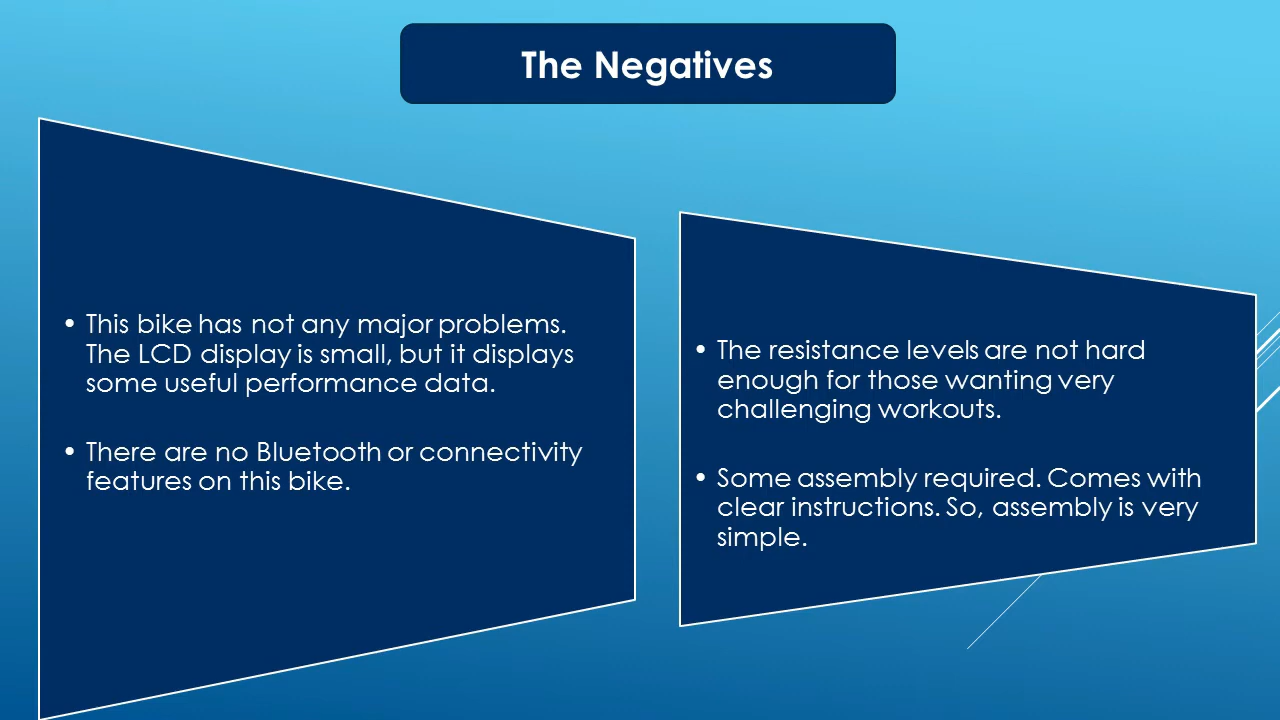 The Negatives
• This bike has not any major problems.
The LCD display is small, but it displays
some useful performance data.
• There are no Bluetooth or connectivity
features on this bike.
• The resistance levels are not hard
enough for those wanting very
challenging workouts.
• Some assembly required. Comes with
clear instructions. So, assembly is very
simple.